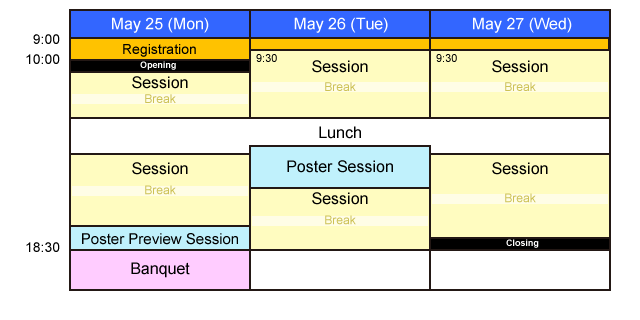 May 25 (Mon) May 26 (Tue) May 27 (Wed)
9:00
Registration
10:00
9:30 9:30
Opening
Session Session
Session
Break Break
Break
Lunch
Session Poster Session Session
Break
Session
Break
Break
Poster Preview Session
Closing
18:30
Banquet